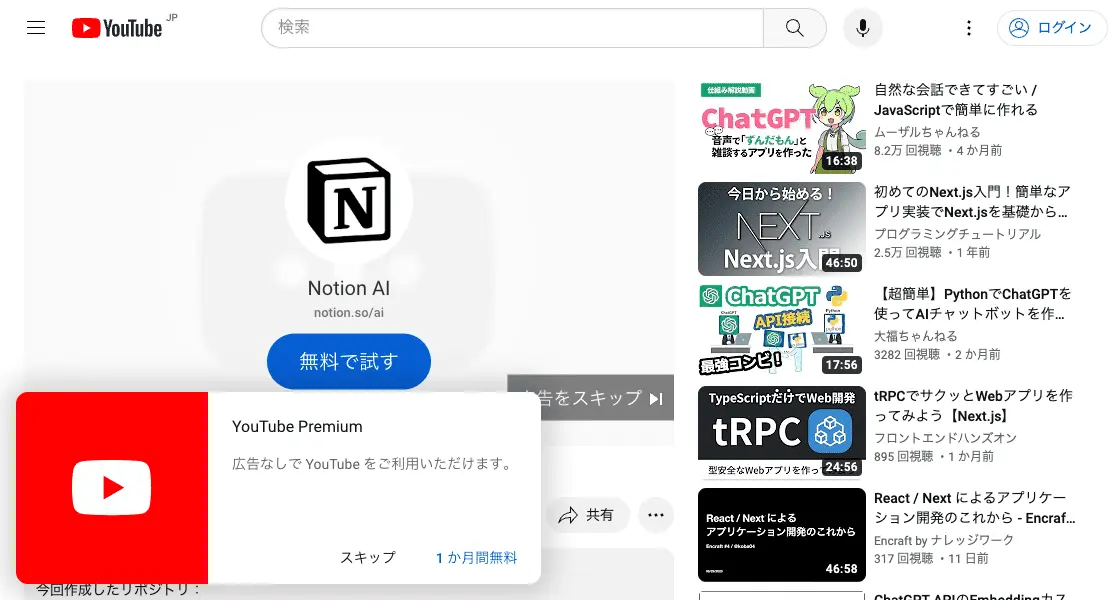 YouTube JP
検索
ログイン
N
Notion AI
notion.so/ai
無料で試す
告をスキップ
YouTube Premium
広告なしで YouTube をご利用いただけます。
スキップ
1 か月間無料
共有
今回作成したリポジトリ：
仕組み解説動画
ChatGPT
音声で「ずんだもん」と
雑談するアプリを作った
16:38
自然な会話できてすごい /
JavaScriptで簡単に作れる
ムーザルちゃんねる
8.2万 回視聴 ・4 か月前
今日から始める！
NEXT.JS
Next.js入門
46:50
初めてのNext.js入門！簡単なア
プリ実装でNext.jsを基礎から...
プログラミングチュートリアル
2.5万 回視聴 ・1 年前
ChatGPT
ChatGPT
Python
API接続
最強コンビ！
17:56
【超簡単】PythonでChatGPTを
使ってAIチャットボットを作...
大福ちゃんねる
3282 回視聴 ・2 か月前
TypeScriptだけでWeb開発
tRPC
型安全なWebアプリを作っ
24:56
tRPCでサクッとWebアプリを作
ってみよう【Next.js】
フロントエンドハンズオン
895 回視聴 ・1 か月前
React / Next による
アプリケーション開発のこれから
Encraft #4 / @koba04
46:58
React / Next によるアプリケー
ション開発のこれから - Encraf...
Encraft by ナレッジワーク
317 回視聴 ・11 日前
ChatGPT APIのEmbeddingカス